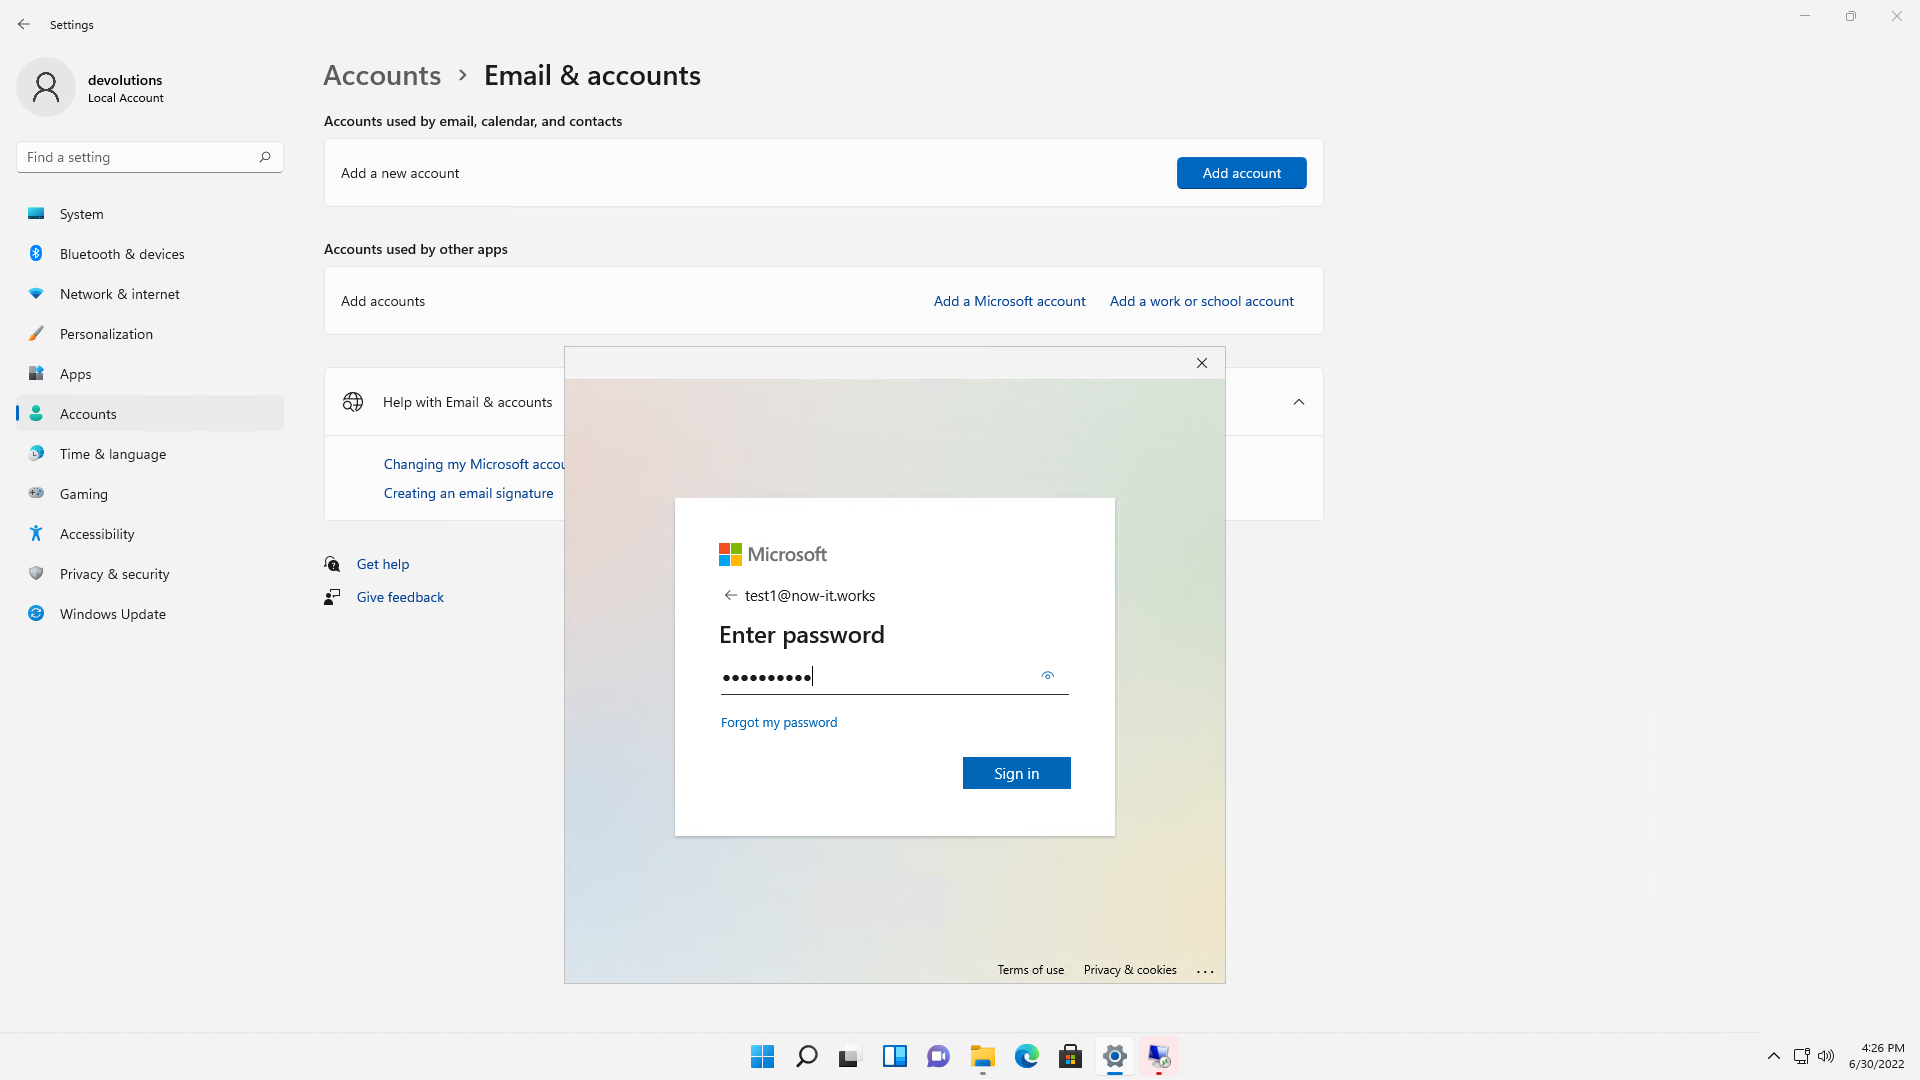 Settings
devolutions
Local Account
Find a setting
System
Bluetooth & devices
Network & internet
Personalization
Apps
Accounts
Time & language
Gaming
Accessibility
Privacy & security
Windows Update
Accounts > Email & accounts
Accounts used by email, calendar, and contacts
Add a new account
Add account
Accounts used by other apps
Add accounts
Add a Microsoft account
Add a work or school account
Help with Email & accounts
Changing my Microsoft accou
Creating an email signature
Get help
Give feedback
Microsoft
test1@now-it.works
Enter password
••••••••••
Forgot my password
Sign in
Terms of use
Privacy & cookies
...
4:26 PM
6/30/2022